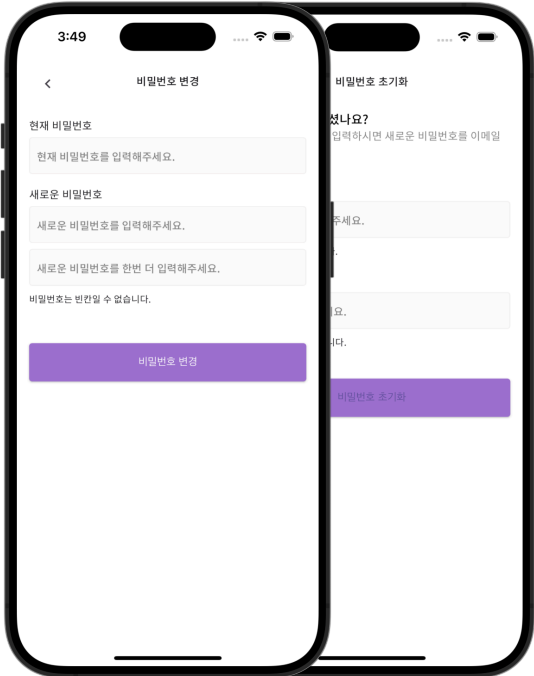 3:49
비밀번호 변경
현재 비밀번호
현재 비밀번호를 입력해주세요.
새로운 비밀번호
새로운 비밀번호를 입력해주세요.
새로운 비밀번호를 한번 더 입력해주세요.
비밀번호는 빈칸일 수 없습니다.
비밀번호 변경
비밀번호 초기화
셨나요?
입력하시면 새로운 비밀번호를 이메일
주세요.
요.
니다.
비밀번호 초기화